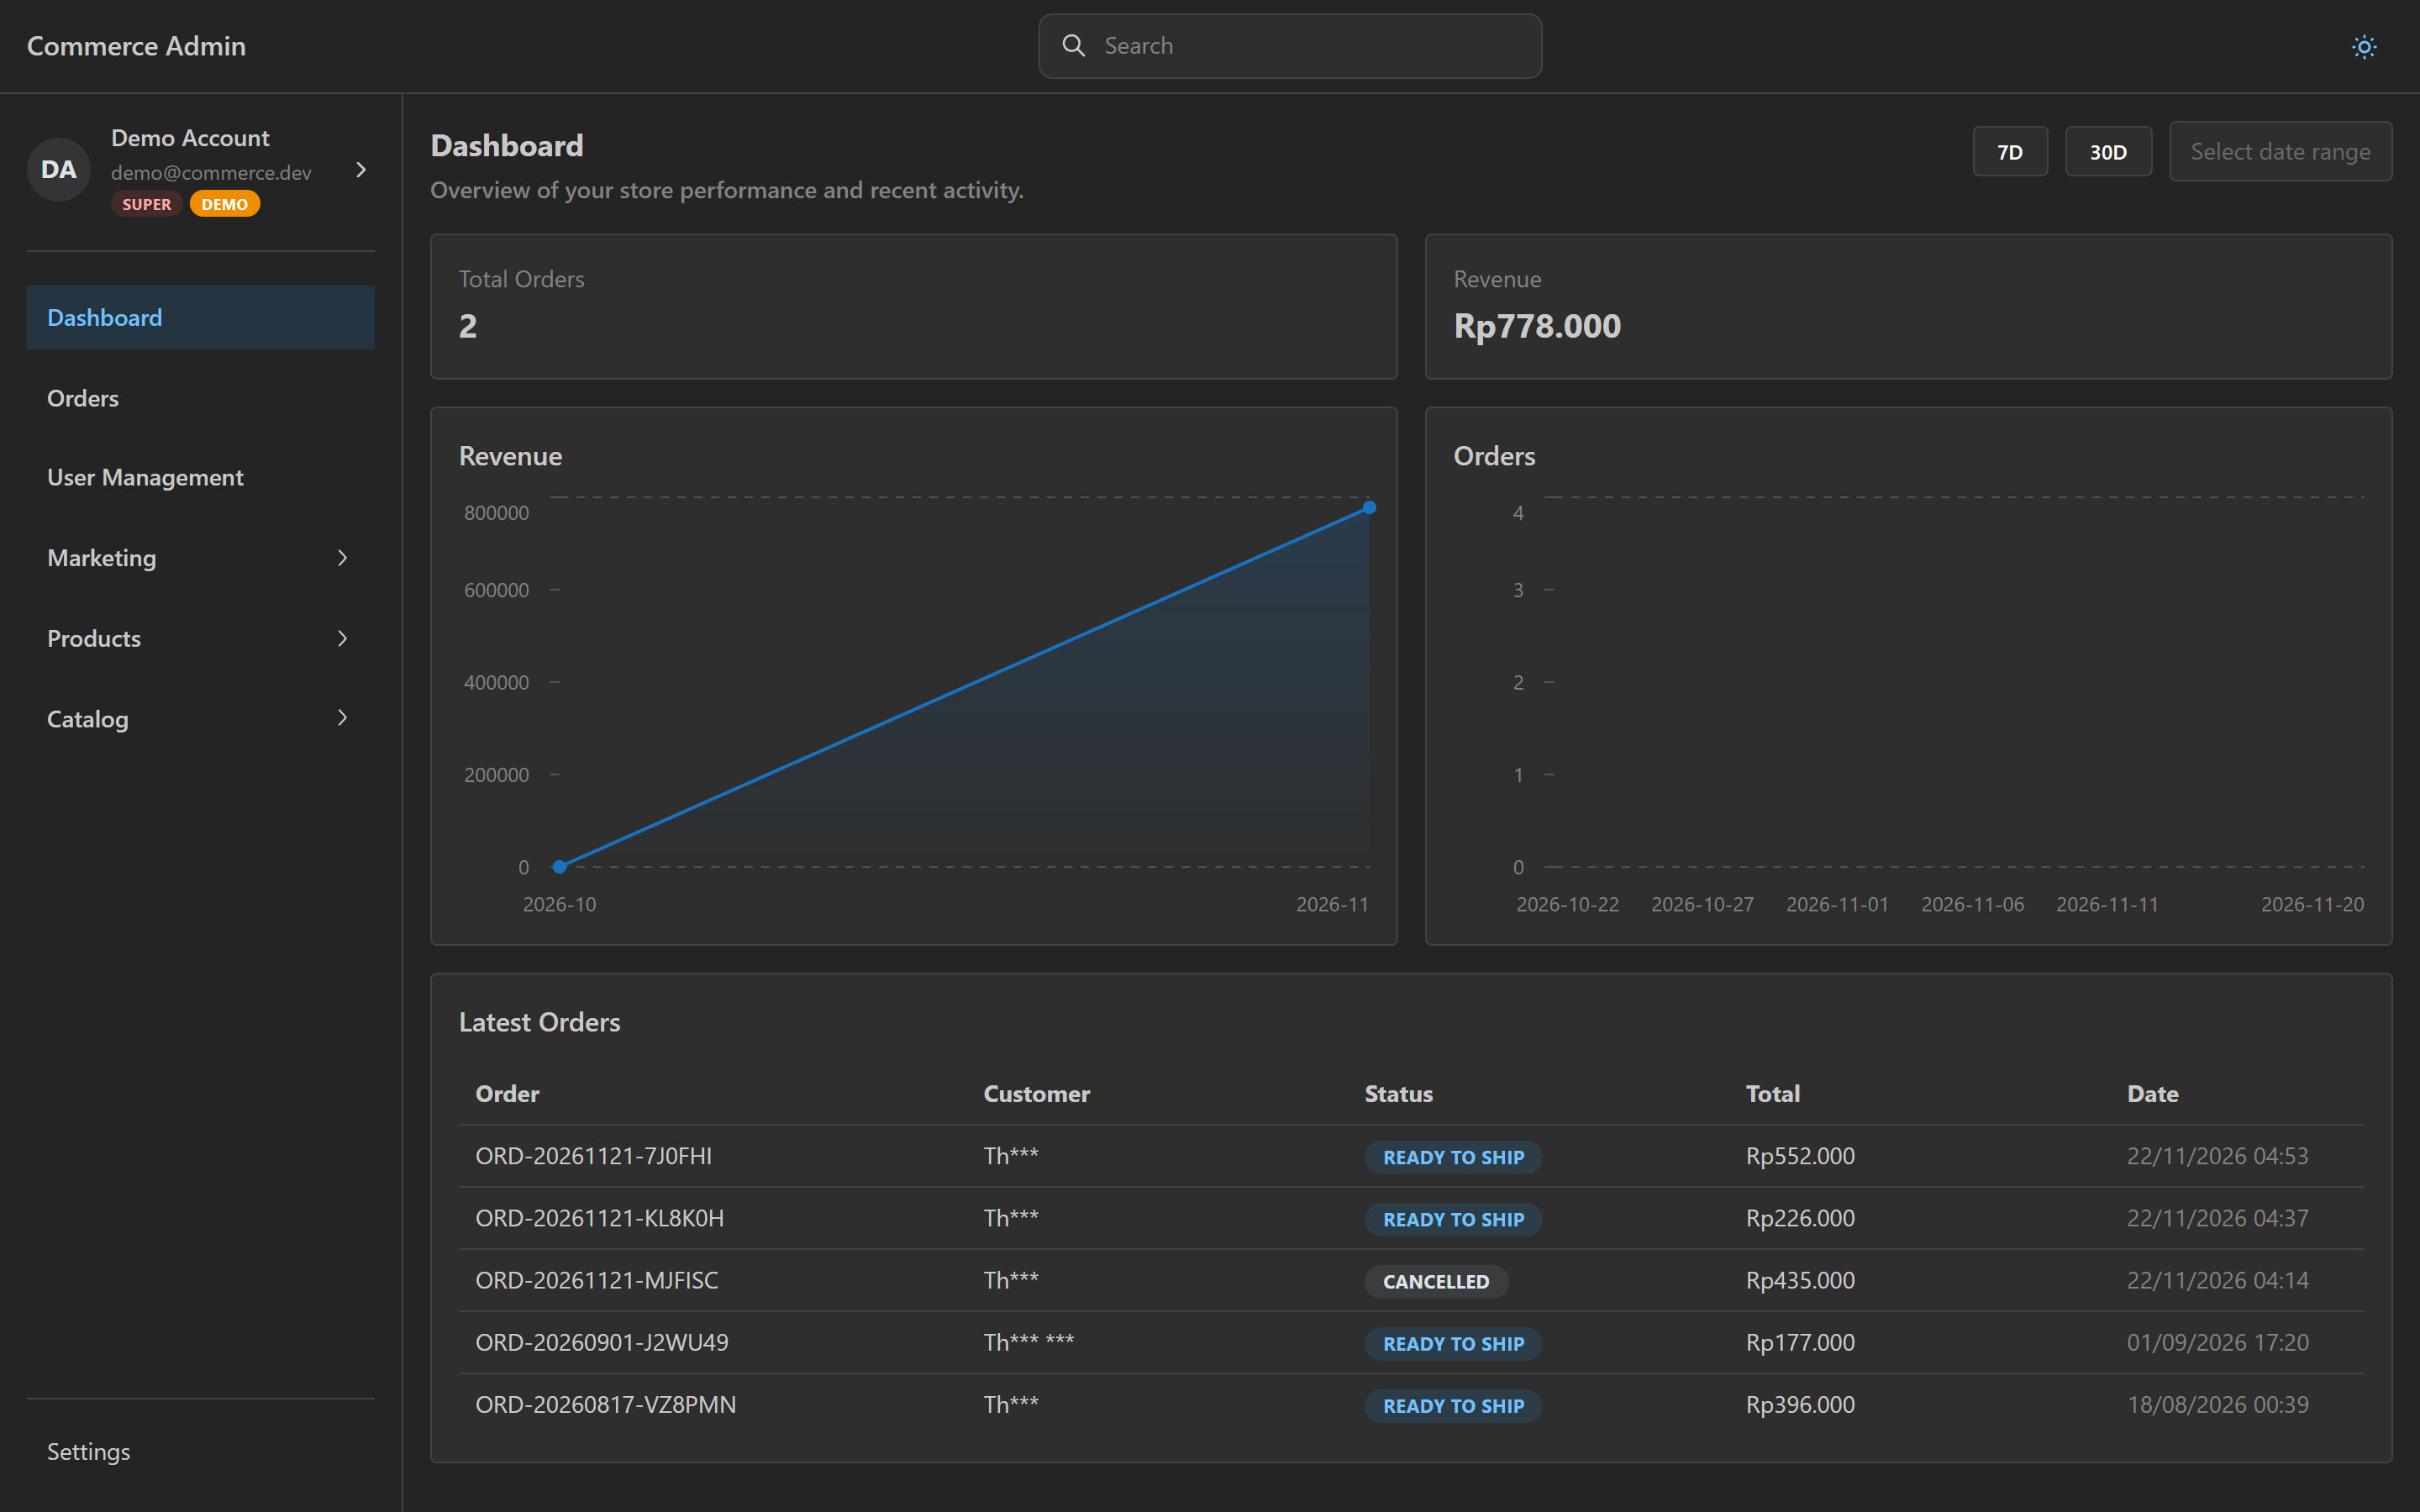 Commerce Admin
Search
DA
Demo Account
demo@commerce.dev
SUPER DEMO
Dashboard
Orders
User Management
Marketing
Products
Catalog
Settings
Dashboard
Overview of your store performance and recent activity.
7D 30D Select date range
Total Orders
2
Revenue
Rp778.000
Revenue
800000
600000
400000
200000
0
2026-10 2026-11
Orders
4
3
2
1
0
2026-10-22 2026-10-27 2026-11-01 2026-11-06 2026-11-11 2026-11-20
Latest Orders
Order Customer Status Total Date
ORD-20261121-7J0FHI Th*** READY TO SHIP Rp552.000 22/11/2026 04:53
ORD-20261121-KL8K0H Th*** READY TO SHIP Rp226.000 22/11/2026 04:37
ORD-20261121-MJFISC Th*** CANCELLED Rp435.000 22/11/2026 04:14
ORD-20260901-J2WU49 Th*** *** READY TO SHIP Rp177.000 01/09/2026 17:20
ORD-20260817-VZ8PMN Th*** READY TO SHIP Rp396.000 18/08/2026 00:39